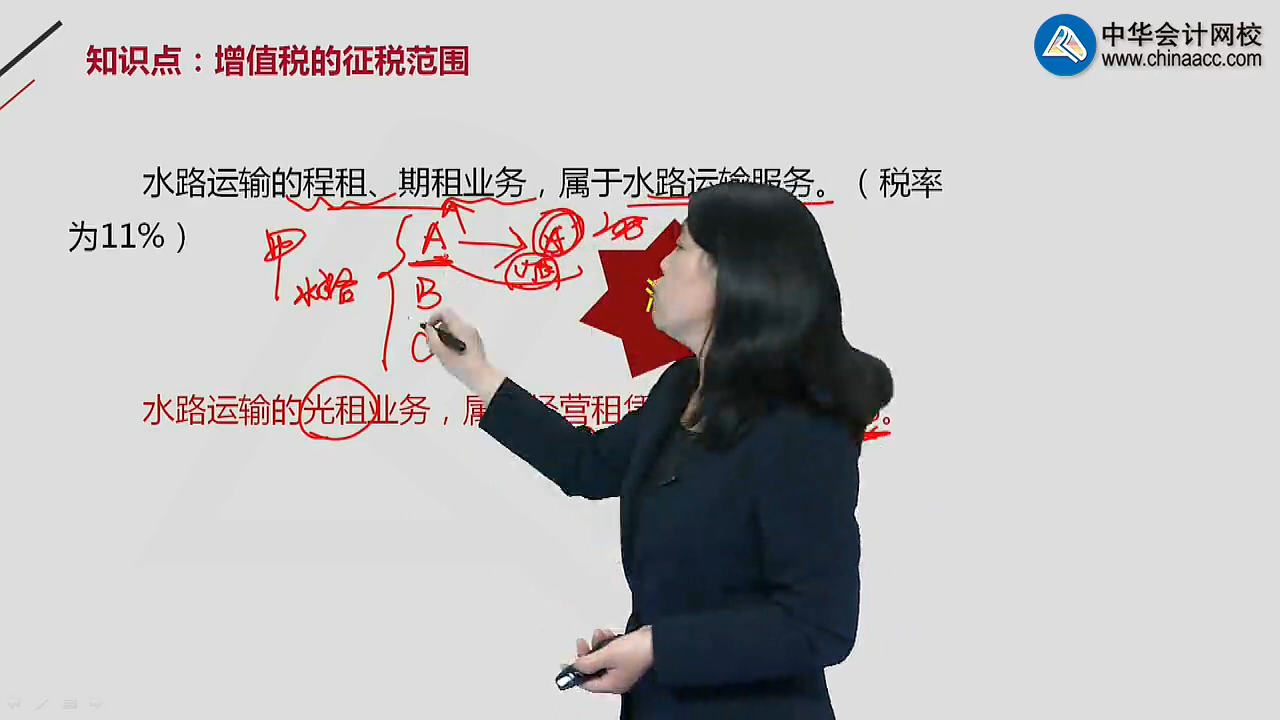 知识点：增值税的征税范围
中华会计网校
www.chinaacc.com
水路运输的程租、期租业务，属于水路运输服务。（税率
为11%）
甲
水路
A
B
C
水路运输的光租业务，属
经营租
。